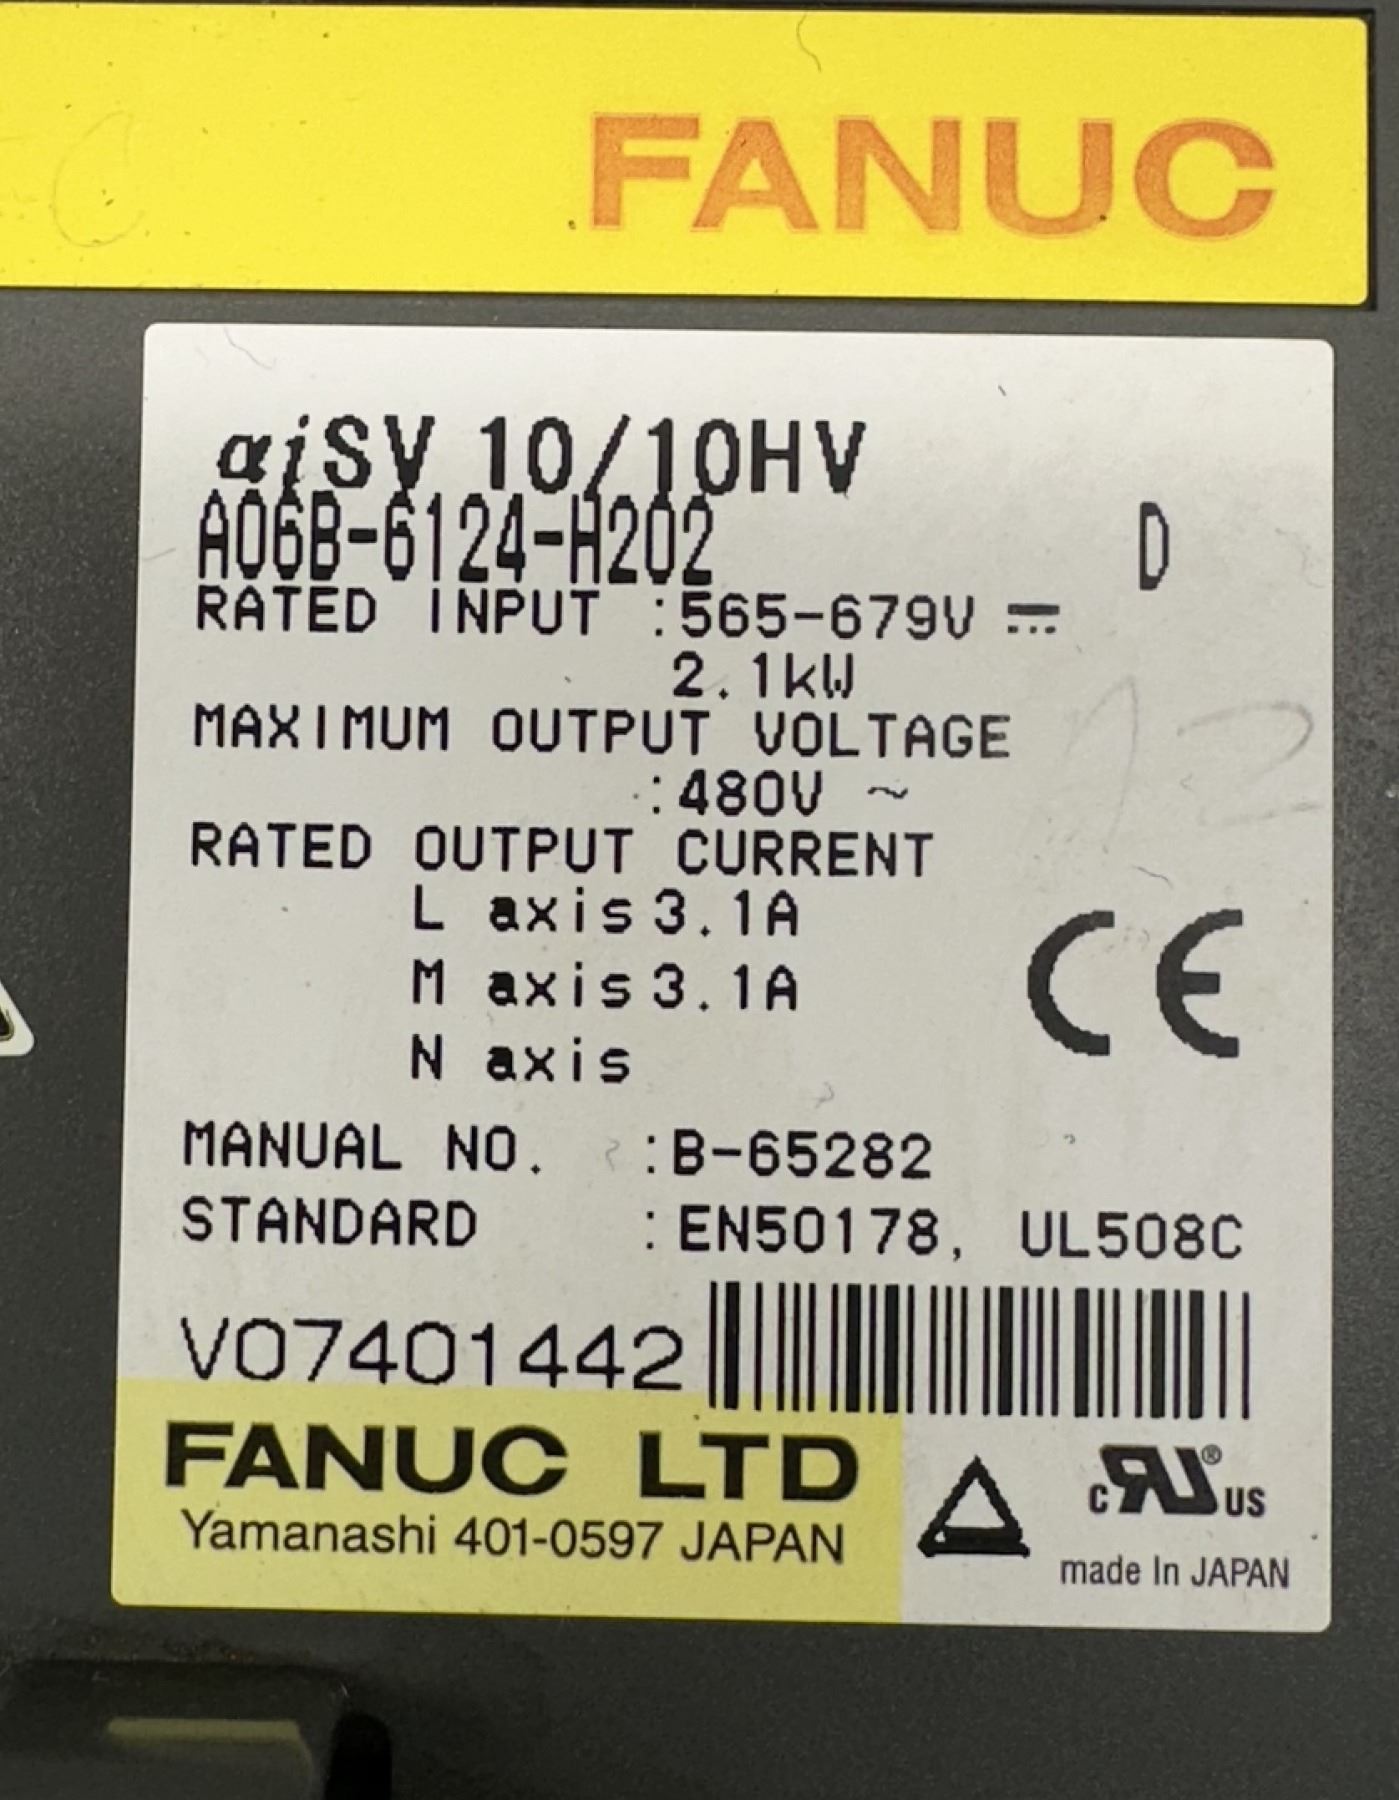 FANUC
αiSV 10/10HV
A06B-6124-H202 D
RATED INPUT :565-679V ⎓
2.1kW
MAXIMUM OUTPUT VOLTAGE
:480V ~
RATED OUTPUT CURRENT
L axis 3.1A
M axis 3.1A
N axis
MANUAL NO. :B-65282
STANDARD :EN50178, UL508C
V07401442
FANUC LTD
Yamanashi 401-0597 JAPAN
c RU® US
made In JAPAN